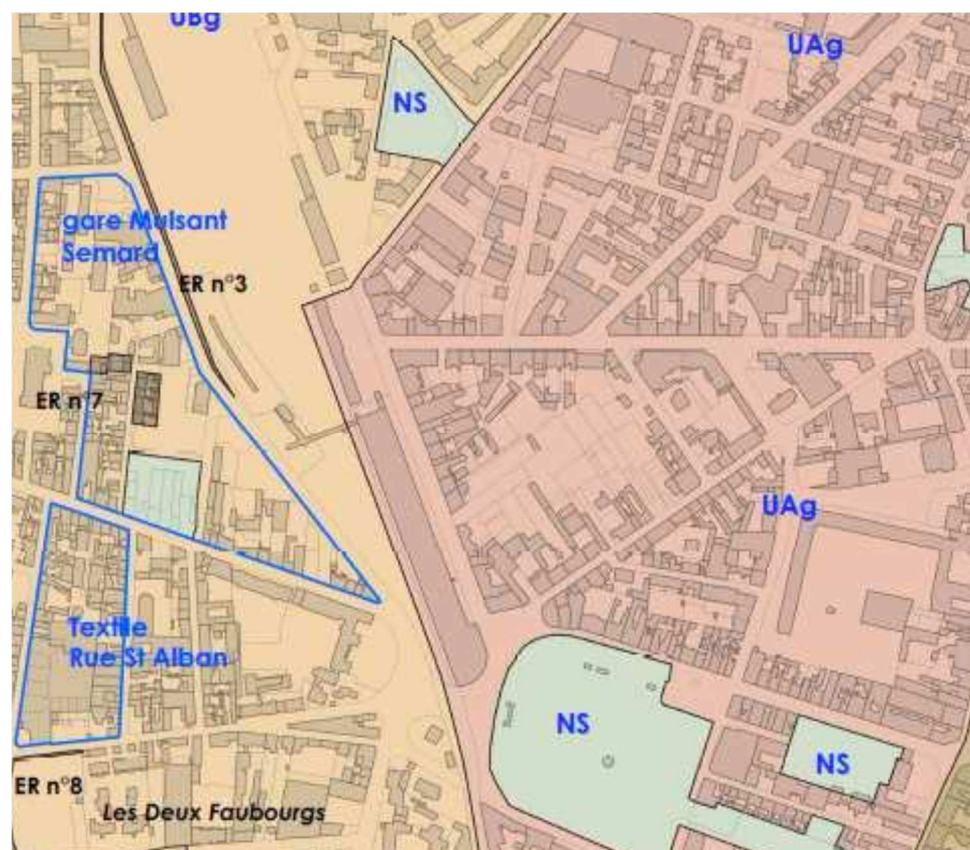 UBg
UAg
NS
gare Mulsant
Semard
ER n°3
ER n°7
UAg
Textile
Rue St Alban
NS
NS
ER n°8
Les Deux Faubourgs